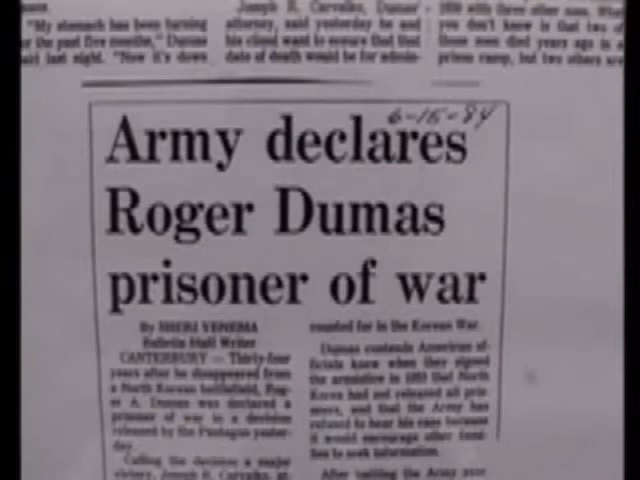 "My stomach has been turning
the past five months," Dumas
last night. "Now it's down
Joseph R. Carvalko, Dumas'
attorney, said yesterday he and
his client want to ensure that that
date of death would be for admin-
with three other men. What
you don't know is that two of
those men died years ago in a
prison camp, but two others are
6-15-84
Army declares
Roger Dumas
prisoner of war
By SHERI VENEMA
Bulletin Staff Writer
CANTERBURY — Thirty-four
years after he disappeared from
a North Korean battlefield, Rog-
er A. Dumas was declared a
prisoner of war in a decision
released by the Pentagon yester-
day.
Calling the decision a major
victory, Joseph R. Carvalko, 
counted for in the Korean War.
Dumas contends American of-
ficials knew when they signed
the armistice in 1953 that North
Korea had not released all pris-
oners, and that the Army has
refused to hear his case because
it would encourage other fami-
lies to seek information.
After the Army